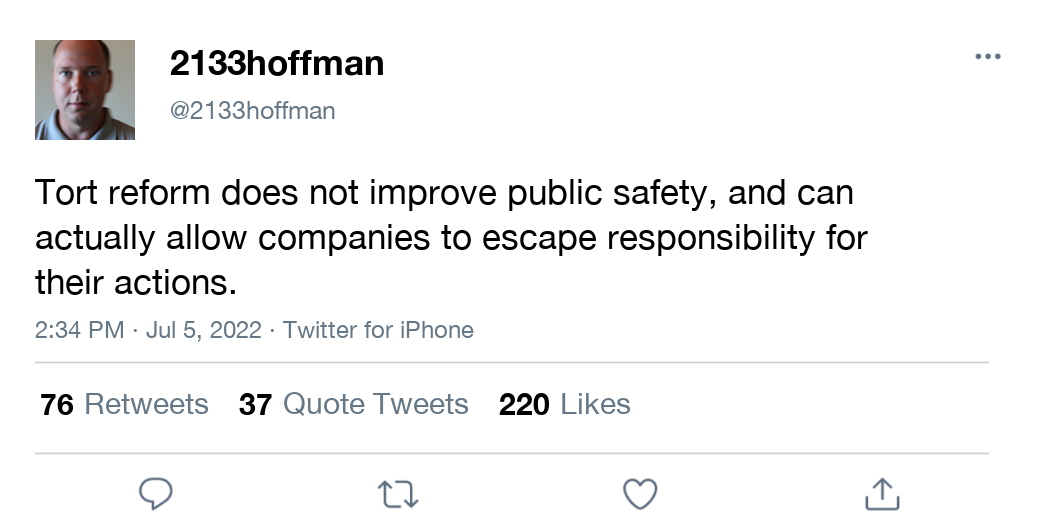 2133hoffman
@2133hoffman
Tort reform does not improve public safety, and can
actually allow companies to escape responsibility for
their actions.
2:34 PM · Jul 5, 2022 · Twitter for iPhone
76 Retweets 37 Quote Tweets 220 Likes